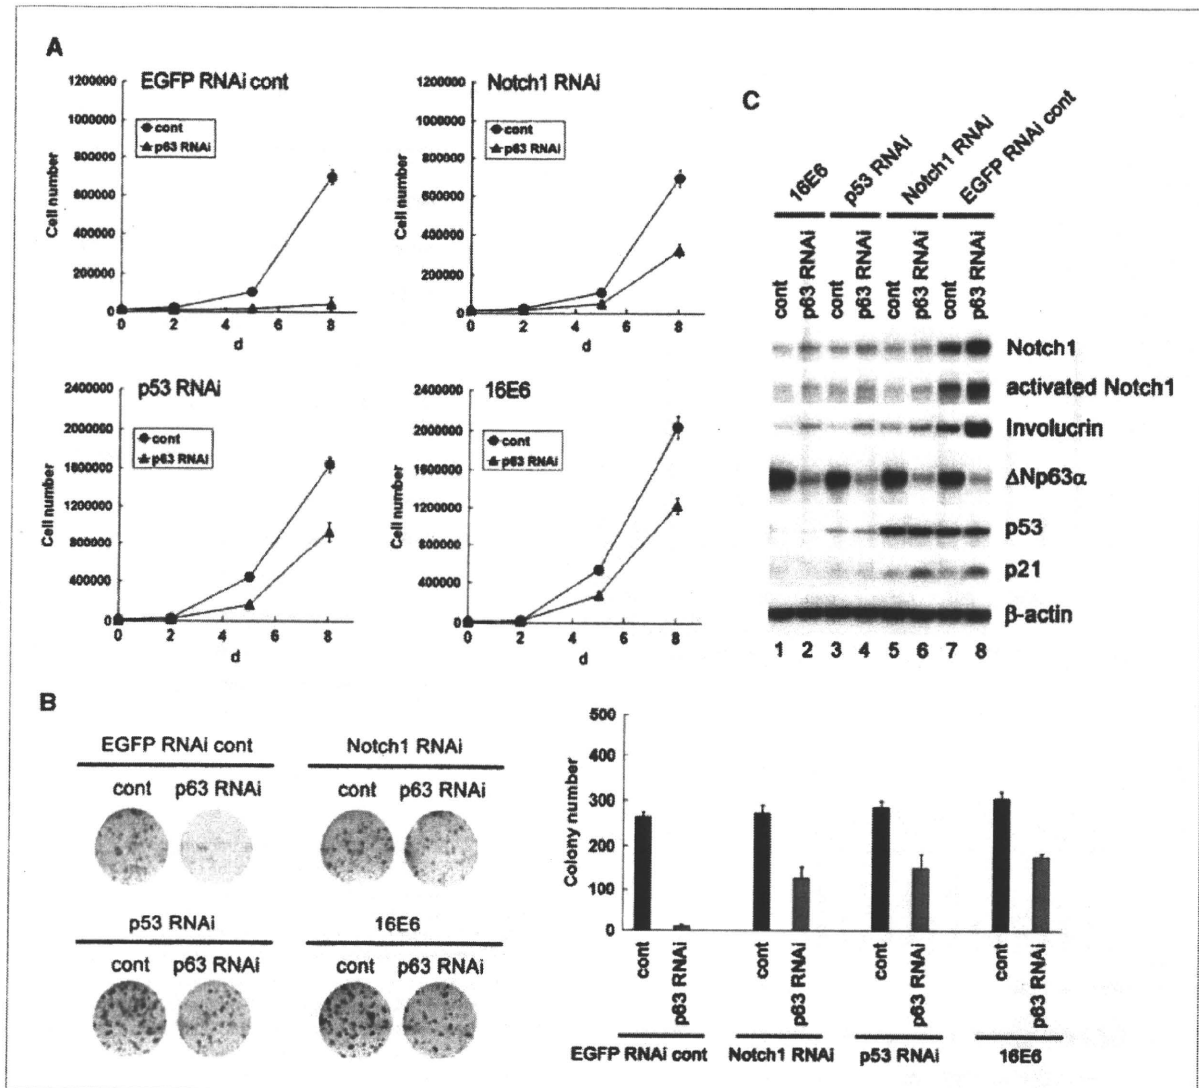 A
EGFP RNAi cont
1200000
1000000
800000
600000
400000
200000
0
Cell number
cont
p63 RNAi
0 2 4 6 8
d
Notch1 RNAi
1200000
1000000
800000
600000
400000
200000
0
Cell number
cont
p63 RNAi
0 2 4 6 8
d
p53 RNAi
2400000
2000000
1600000
1200000
800000
400000
0
Cell number
cont
p63 RNAi
0 2 4 6 8
d
16E6
2400000
2000000
1600000
1200000
800000
400000
0
Cell number
cont
p63 RNAi
0 2 4 6 8
d
C
16E6 p53 RNAi Notch1 RNAi EGFP RNAi cont
cont p63 RNAi cont p63 RNAi cont p63 RNAi cont p63 RNAi
Notch1
activated Notch1
Involucrin
ΔNp63α
p53
p21
β-actin
1 2 3 4 5 6 7 8
B
EGFP RNAi cont
cont p63 RNAi
Notch1 RNAi
cont p63 RNAi
p53 RNAi
cont p63 RNAi
16E6
cont p63 RNAi
500
400
300
200
100
0
Colony number
cont p63 RNAi cont p63 RNAi cont p63 RNAi cont p63 RNAi
EGFP RNAi cont Notch1 RNAi p53 RNAi 16E6